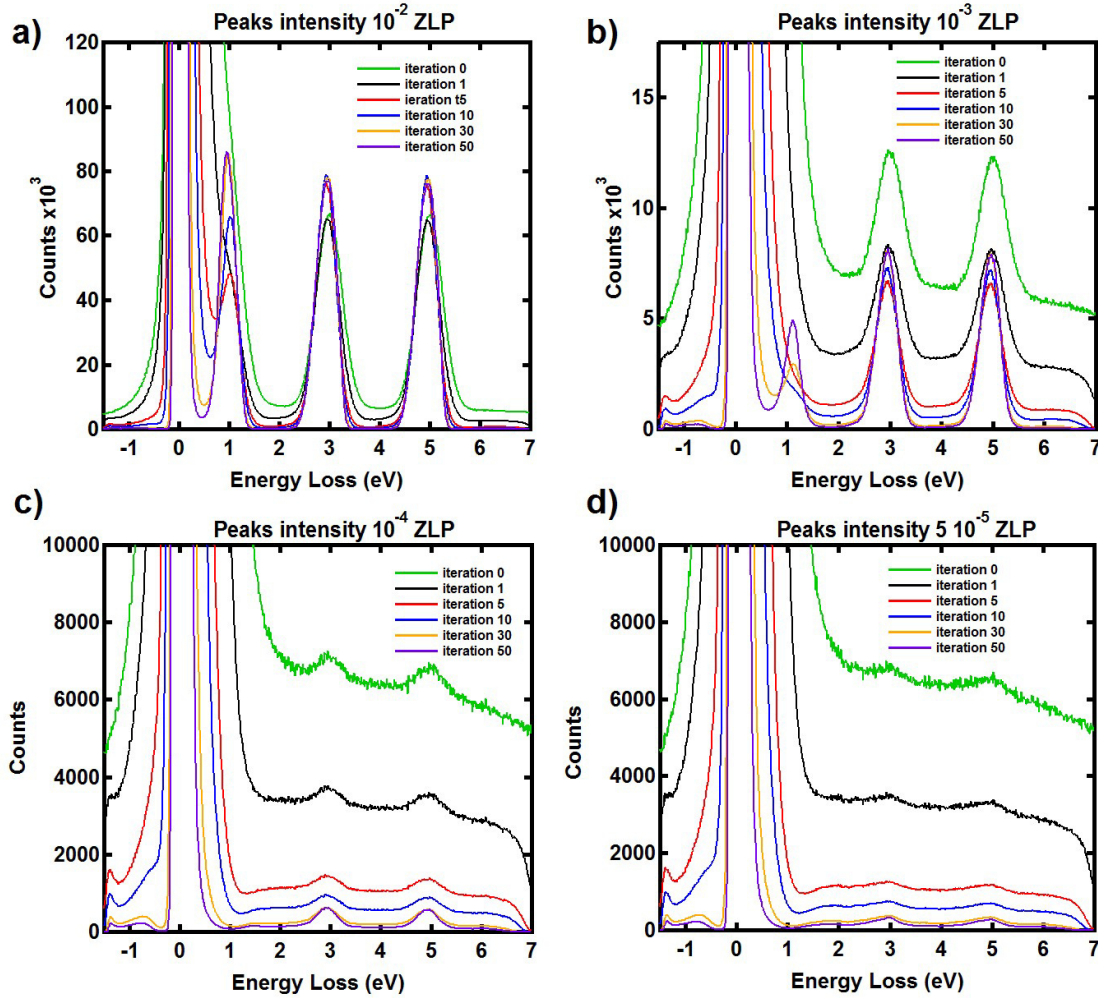 a)
Peaks intensity 10⁻² ZLP
120
100
80
60
40
20
0
Counts x10³
iteration 0
iteration 1
ieration t5
iteration 10
iteration 30
iteration 50
-1 0 1 2 3 4 5 6 7
Energy Loss (eV)
b)
Peaks intensity 10⁻³ ZLP
15
10
5
0
Counts x10³
iteration 0
iteration 1
iteration 5
iteration 10
iteration 30
iteration 50
-1 0 1 2 3 4 5 6 7
Energy Loss (eV)
c)
Peaks intensity 10⁻⁴ ZLP
10000
8000
6000
4000
2000
0
Counts
iteration 0
iteration 1
iteration 5
iteration 10
iteration 30
iteration 50
-1 0 1 2 3 4 5 6 7
Energy Loss (eV)
d)
Peaks intensity 5 10⁻⁵ ZLP
10000
8000
6000
4000
2000
0
Counts
iteration 0
iteration 1
iteration 5
iteration 10
iteration 30
iteration 50
-1 0 1 2 3 4 5 6 7
Energy Loss (eV)